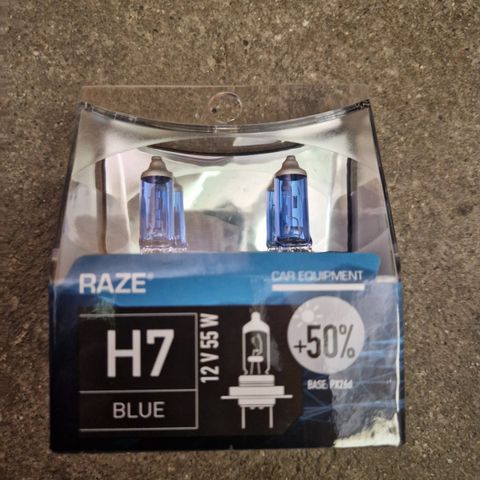 RAZE®
CAR EQUIPMENT
H7
BLUE
12 V 55 W
+50%
BASE: PX26d